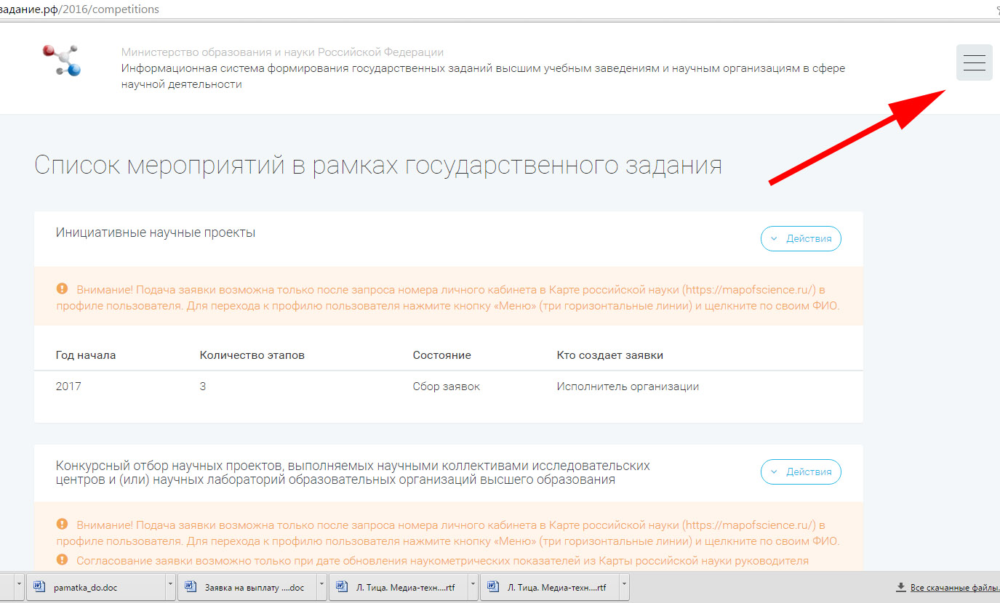 задание.рф/2016/competitions
Министерство образования и науки Российской Федерации
Информационная система формирования государственных заданий высшим учебным заведениям и научным организациям в сфере
научной деятельности
Список мероприятий в рамках государственного задания
Инициативные научные проекты
Действия
Внимание! Подача заявки возможна только после запроса номера личного кабинета в Карте российской науки (https://mapofscience.ru/) в
профиле пользователя. Для перехода к профилю пользователя нажмите кнопку «Меню» (три горизонтальные линии) и щелкните по своим ФИО.
Год начала Количество этапов Состояние Кто создает заявки
2017 3 Сбор заявок Исполнитель организации
Конкурсный отбор научных проектов, выполняемых научными коллективами исследовательских
центров и (или) научных лабораторий образовательных организаций высшего образования
Действия
Внимание! Подача заявки возможна только после запроса номера личного кабинета в Карте российской науки (https://mapofscience.ru/) в
профиле пользователя. Для перехода к профилю пользователя нажмите кнопку «Меню» (три горизонтальные линии) и щелкните по своим ФИО.
Согласование заявки возможно только при дате обновления наукометрических показателей из Карты российской науки руководителя
pamatka_do.doc Заявка на выплату ....doc Л. Тица. Медиа-техн....rtf Л. Тица. Медиа-техн....rtf Все скачанные файлы.